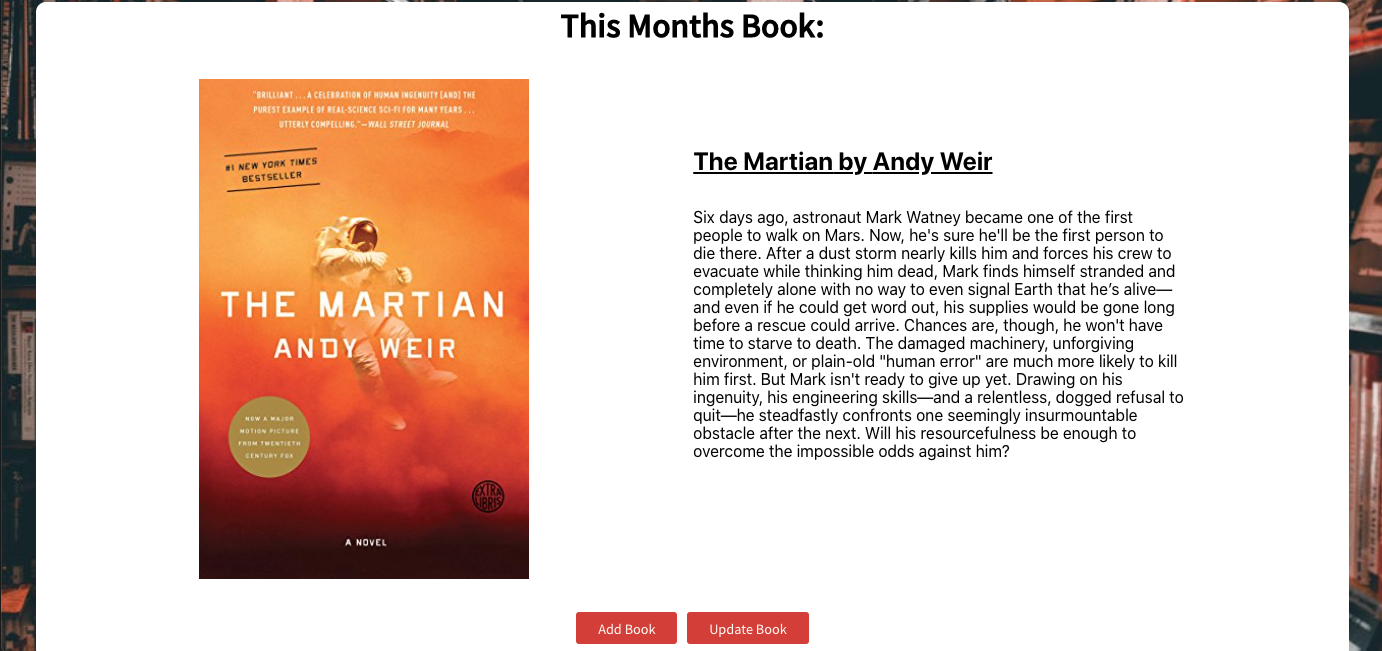 This Months Book:
"BRILLIANT . . . A CELEBRATION OF HUMAN INGENUITY [AND] THE
PUREST EXAMPLE OF REAL-SCIENCE SCI-FI FOR MANY YEARS . . .
UTTERLY COMPELLING."—WALL STREET JOURNAL
#1 NEW YORK TIMES
BESTSELLER
THE MARTIAN
ANDY WEIR
NOW A MAJOR
MOTION PICTURE
FROM TWENTIETH
CENTURY FOX
EXTRA
LIBRIS
A NOVEL
The Martian by Andy Weir
Six days ago, astronaut Mark Watney became one of the first
people to walk on Mars. Now, he's sure he'll be the first person to
die there. After a dust storm nearly kills him and forces his crew to
evacuate while thinking him dead, Mark finds himself stranded and
completely alone with no way to even signal Earth that he’s alive—
and even if he could get word out, his supplies would be gone long
before a rescue could arrive. Chances are, though, he won't have
time to starve to death. The damaged machinery, unforgiving
environment, or plain-old "human error" are much more likely to kill
him first. But Mark isn't ready to give up yet. Drawing on his
ingenuity, his engineering skills—and a relentless, dogged refusal to
quit—he steadfastly confronts one seemingly insurmountable
obstacle after the next. Will his resourcefulness be enough to
overcome the impossible odds against him?
Add Book
Update Book